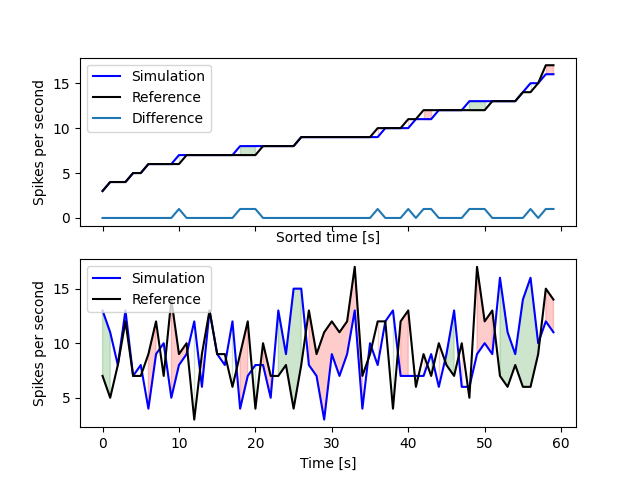 Spikes per second
15
10
5
0
Simulation
Reference
Difference
Sorted time [s]
Spikes per second
15
10
5
Simulation
Reference
0 10 20 30 40 50 60
Time [s]